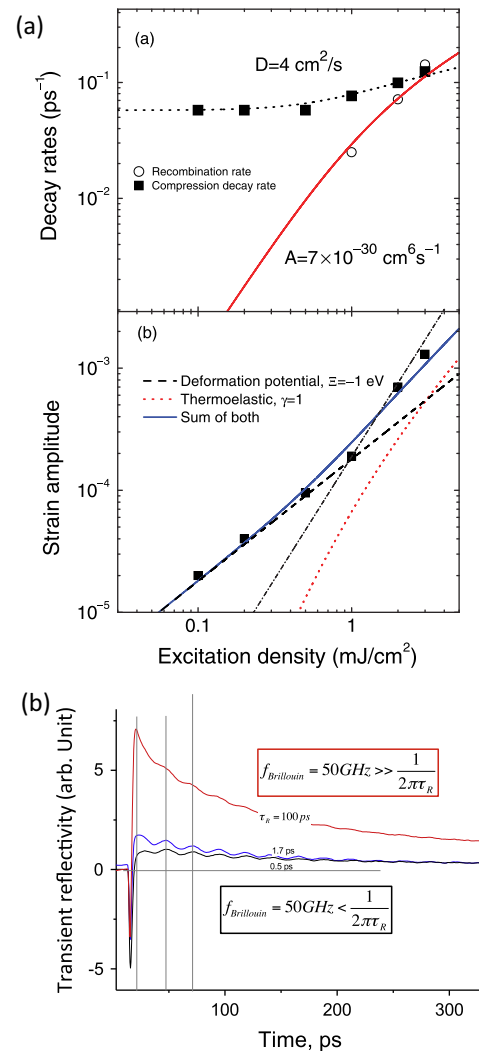 (a)
(a)
D=4 cm²/s
10⁻¹
10⁻²
Decay rates (ps⁻¹)
Recombination rate
Compression decay rate
A=7×10⁻³⁰ cm⁶s⁻¹
(b)
10⁻³
10⁻⁴
10⁻⁵
Strain amplitude
Deformation potential, Ξ=−1 eV
Thermoelastic, γ=1
Sum of both
0.1 1
Excitation density (mJ/cm²)
(b)
Transient reflectivity (arb. Unit)
5
0
-5
f_Brillouin = 50GHz >> 1/2πτ_R
τ_R = 100 ps
1.7 ps
0.5 ps
f_Brillouin = 50GHz < 1/2πτ_R
100 200 300
Time, ps